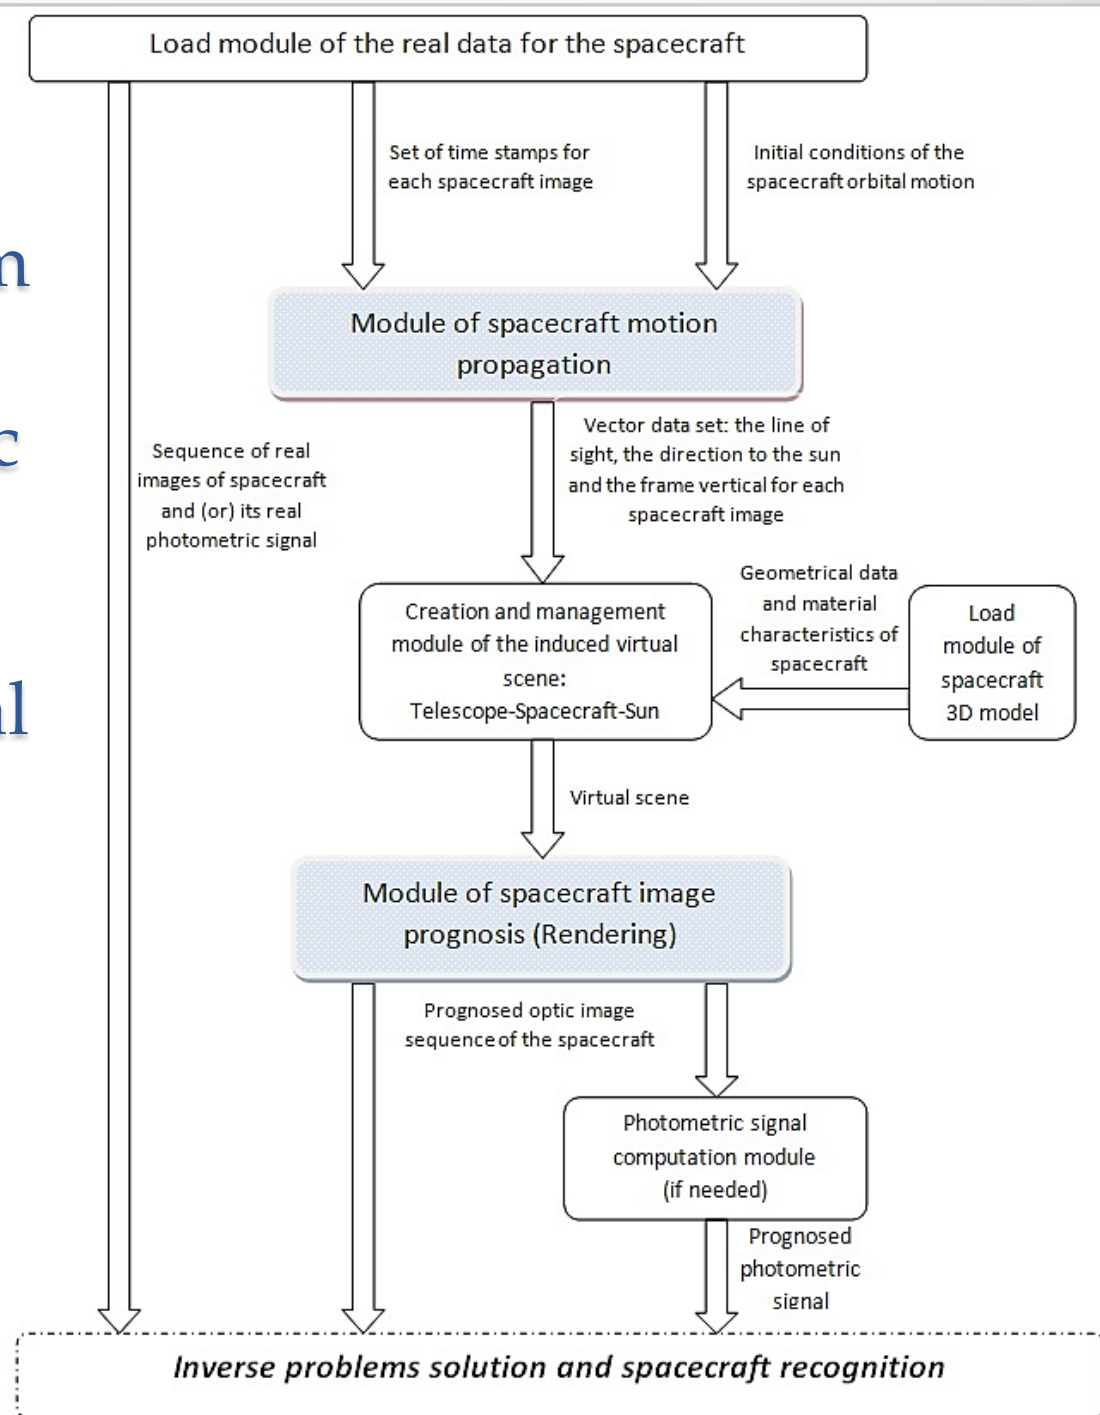 Load module of the real data for the spacecraft
Set of time stamps for
each spacecraft image
Initial conditions of the
spacecraft orbital motion
Module of spacecraft motion
propagation
Sequence of real
images of spacecraft
and (or) its real
photometric signal
Vector data set: the line of
sight, the direction to the sun
and the frame vertical for each
spacecraft image
Creation and management
module of the induced virtual
scene:
Telescope-Spacecraft-Sun
Geometrical data
and material
characteristics of
spacecraft
Load
module of
spacecraft
3D model
Virtual scene
Module of spacecraft image
prognosis (Rendering)
Prognosed optic image
sequence of the spacecraft
Photometric signal
computation module
(if needed)
Prognosed
photometric
signal
Inverse problems solution and spacecraft recognition